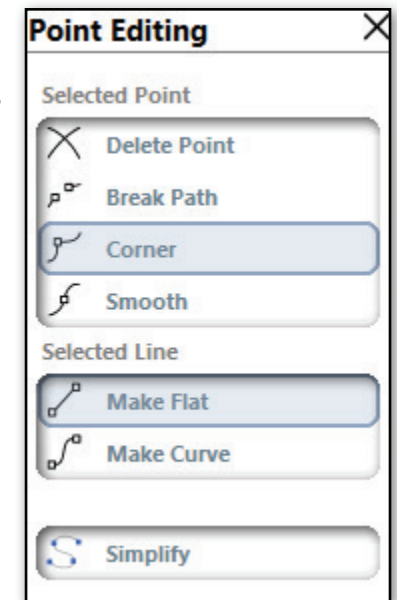 Point Editing
Selected Point
Delete Point
Break Path
Corner
Smooth
Selected Line
Make Flat
Make Curve
Simplify